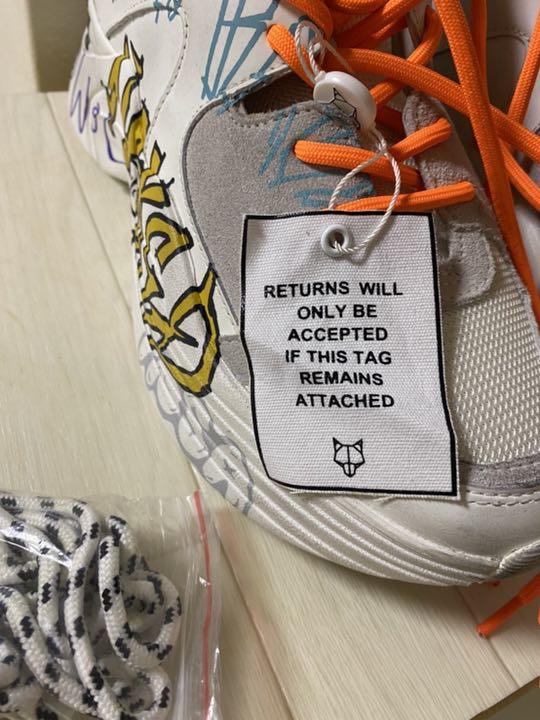 RETURNS WILL
ONLY BE
ACCEPTED
IF THIS TAG
REMAINS
ATTACHED